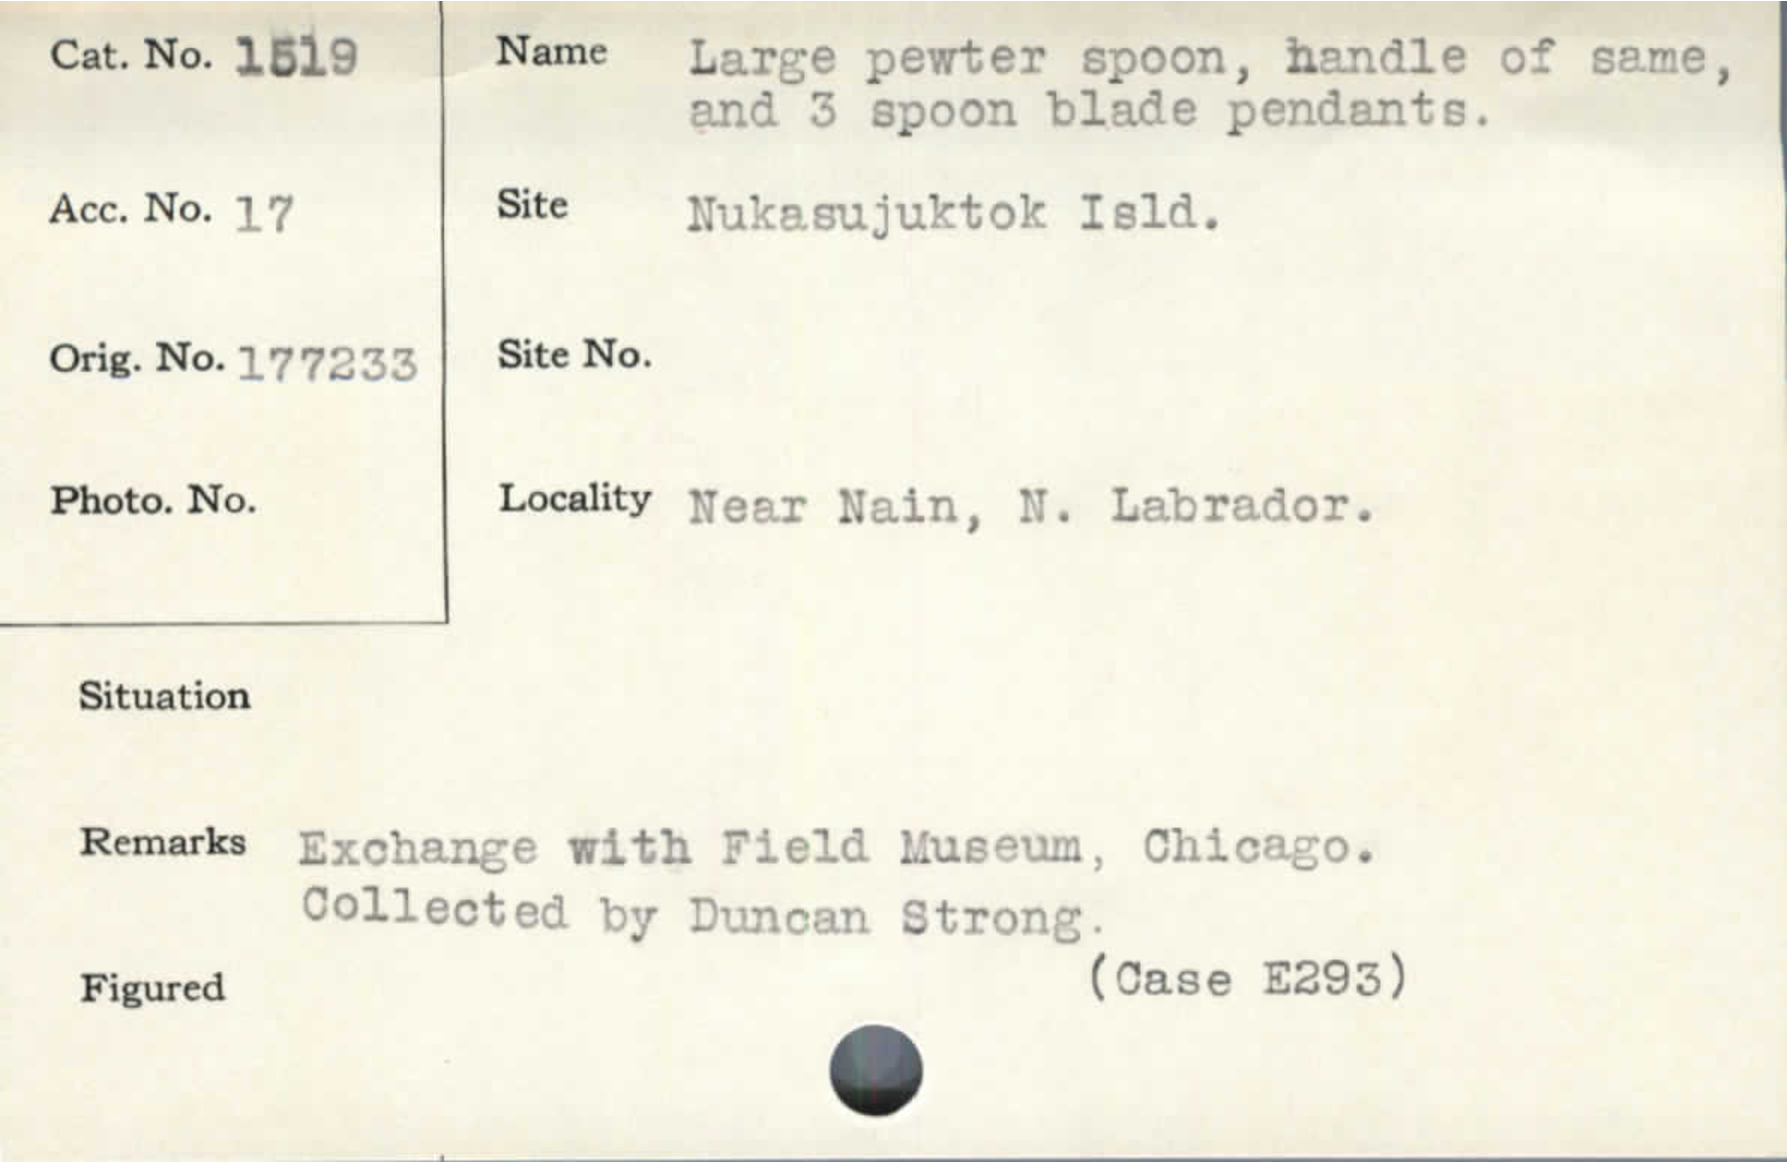 Cat. No. 1519
Name Large pewter spoon, handle of same,
and 3 spoon blade pendants.
Acc. No. 17
Site Nukasujuktok Isld.
Orig. No. 177233
Site No.
Photo. No.
Locality Near Nain, N. Labrador.
Situation
Remarks Exchange with Field Museum, Chicago.
Collected by Duncan Strong.
(Case E293)
Figured